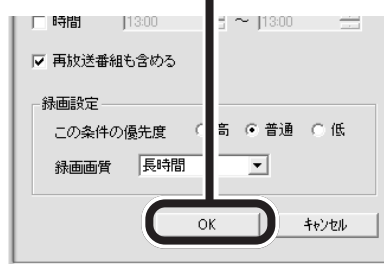 時間 13:00 ～ 13:00
再放送番組も含める
録画設定
この条件の優先度 高 普通 低
録画画質 長時間
OK キャンセル